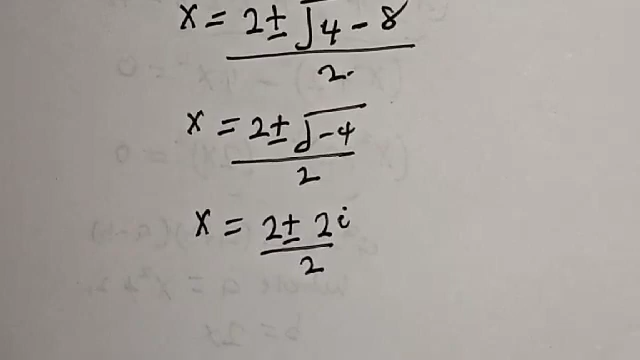 x = 2 ± √4 - 8 / 2
x = 2 ± √-4 / 2
x = 2 ± 2i / 2